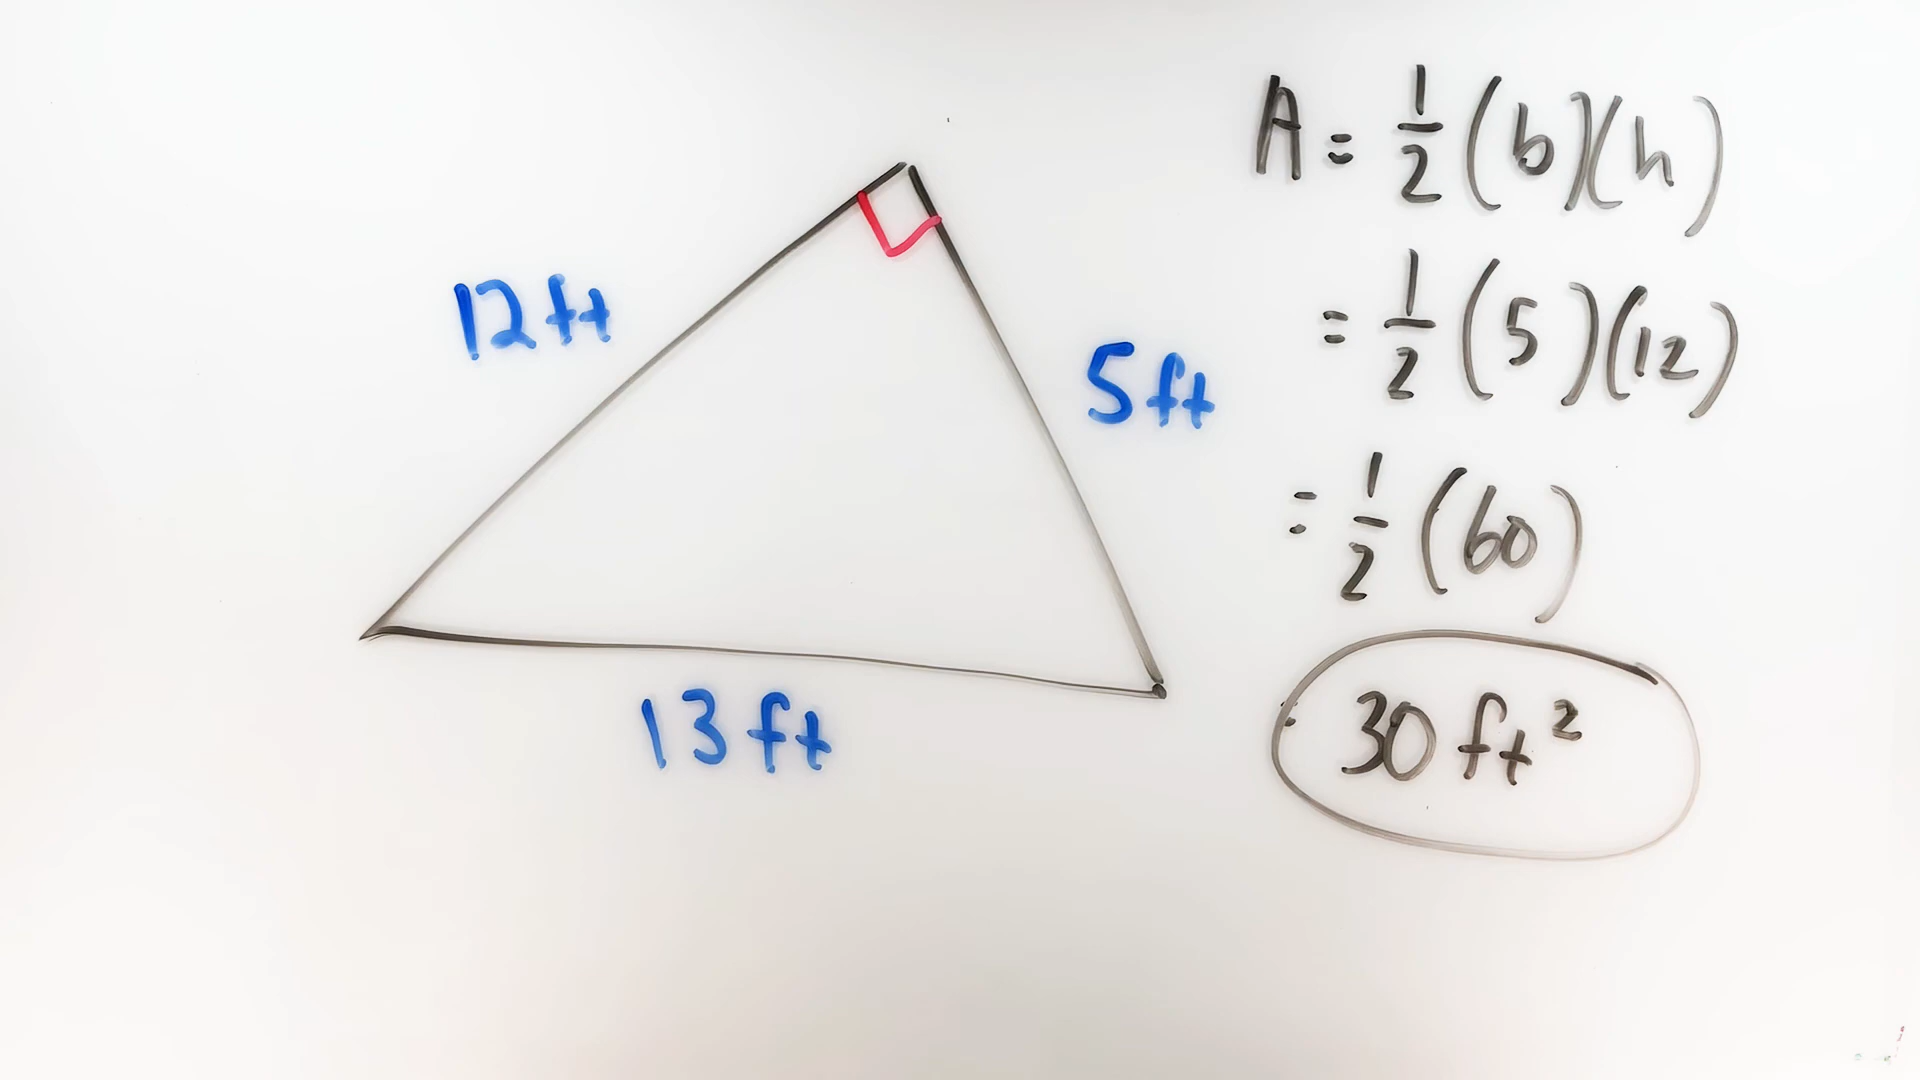 A = 1/2 (b)(h)
12 ft
= 1/2 (5)(12)
5 ft
= 1/2 (60)
13 ft
= 30 ft²